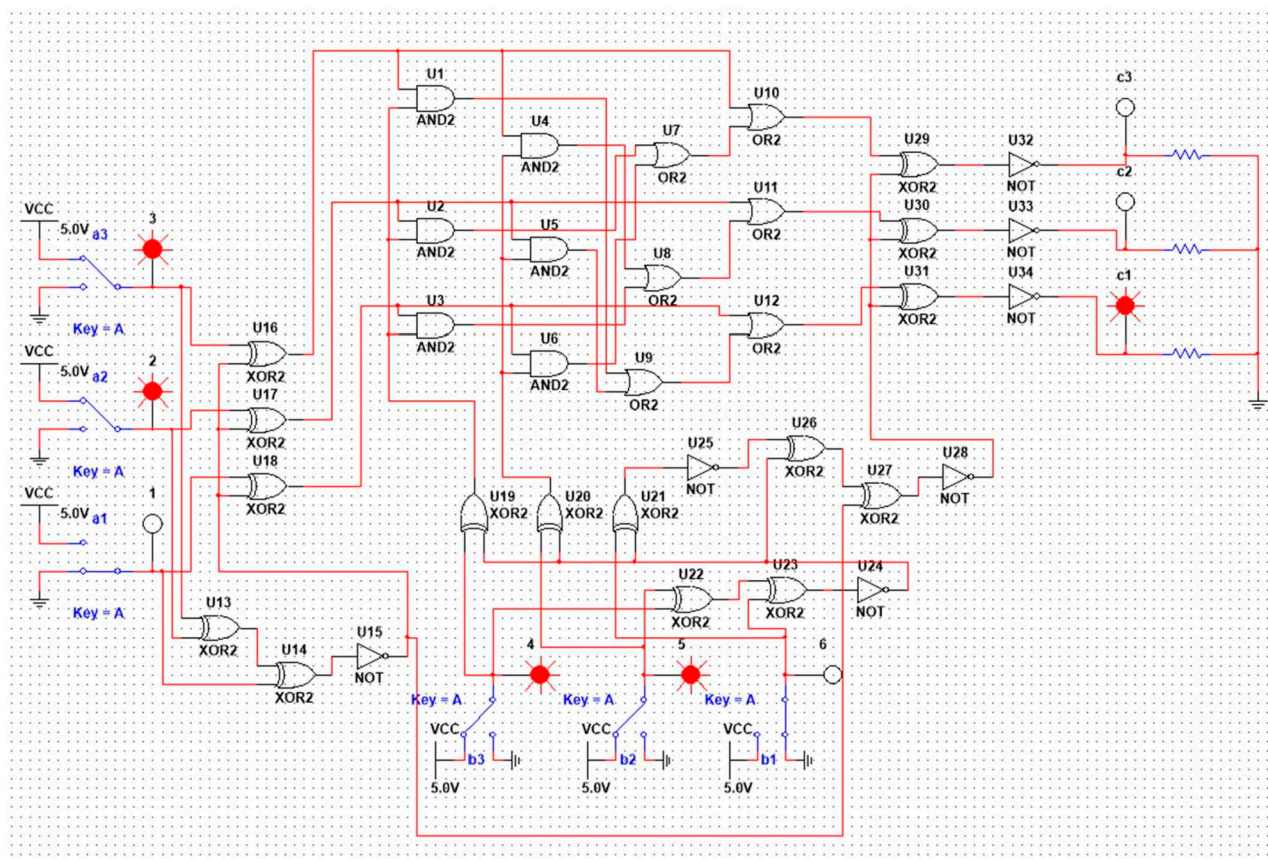 c3
U1
U10
U4
U7
U29
U32
AND2
OR2
c2
AND2
OR2
XOR2
NOT
VCC
U2
U11
U30
U33
3
U5
5.0V a3
AND2
OR2
XOR2
NOT
U8
U31
U34
c1
AND2
U3
U12
OR2
XOR2
NOT
Key = A
U16
AND2
U6
OR2
VCC
U9
5.0V a2
2
XOR2
AND2
U17
OR2
XOR2
U26
U25
Key = A
U18
XOR2
U27
U28
VCC
NOT
1
XOR2
U19
U20
U21
XOR2
NOT
5.0V a1
XOR2
XOR2
XOR2
U22
U23
U24
Key = A
U13
XOR2
XOR2
NOT
XOR2
U14
U15
4
5
6
XOR2
NOT
Key = A
Key = A
Key = A
VCC
VCC
VCC
b3
b2
b1
5.0V
5.0V
5.0V